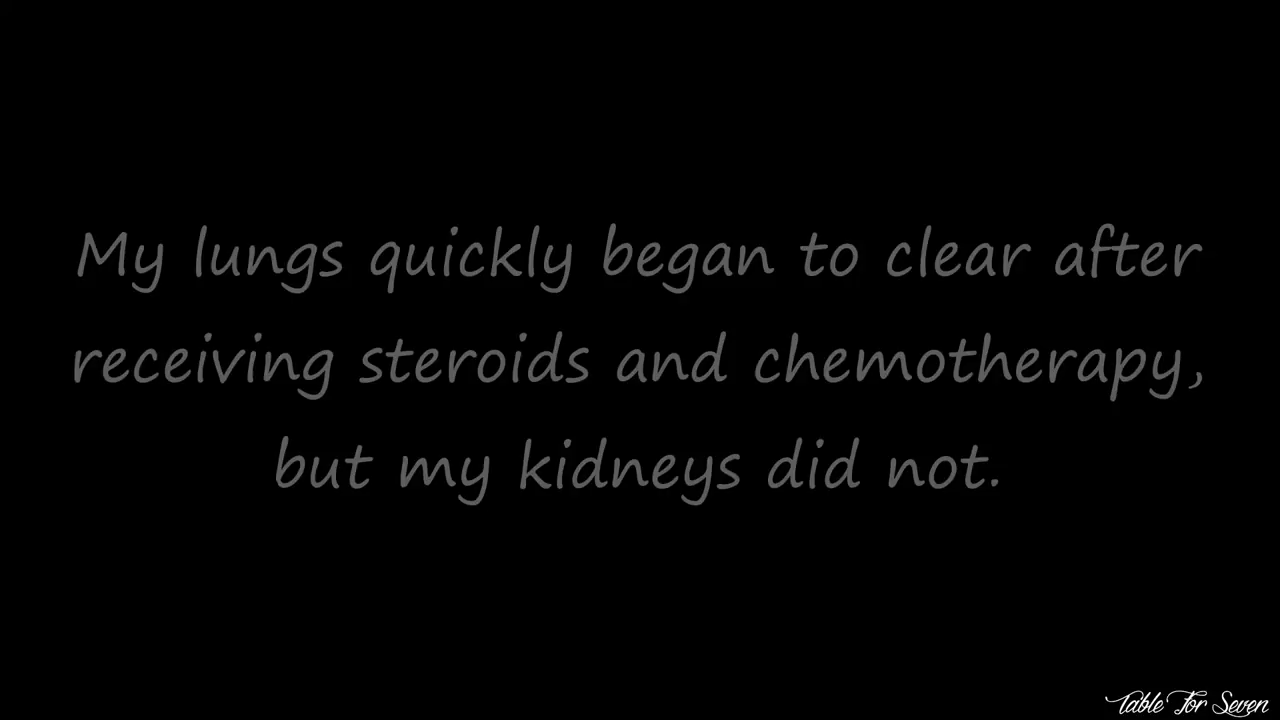 My lungs quickly began to clear after
receiving steroids and chemotherapy,
but my kidneys did not.
Table For Seven